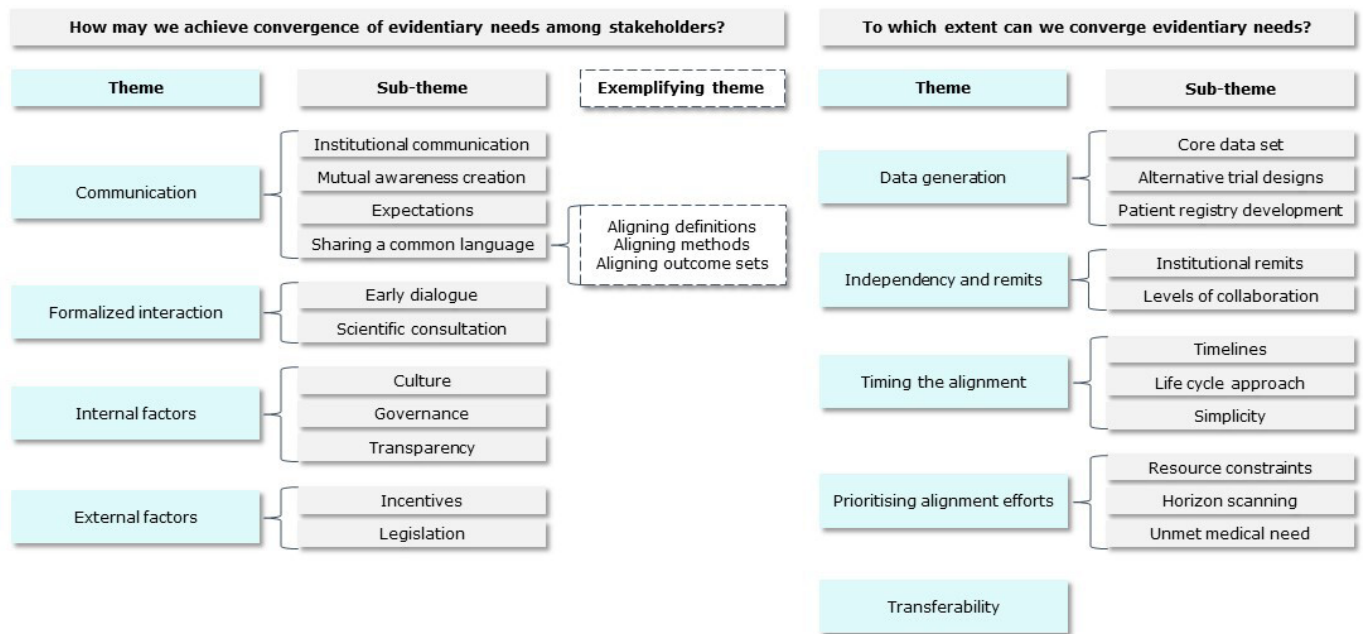 How may we achieve convergence of evidentiary needs among stakeholders?
Theme
Sub-theme
Exemplifying theme
Communication
Institutional communication
Mutual awareness creation
Expectations
Sharing a common language
Aligning definitions
Aligning methods
Aligning outcome sets
Formalized interaction
Early dialogue
Scientific consultation
Internal factors
Culture
Governance
Transparency
External factors
Incentives
Legislation
To which extent can we converge evidentiary needs?
Theme
Sub-theme
Data generation
Core data set
Alternative trial designs
Patient registry development
Independency and remits
Institutional remits
Levels of collaboration
Timing the alignment
Timelines
Life cycle approach
Simplicity
Prioritising alignment efforts
Resource constraints
Horizon scanning
Unmet medical need
Transferability